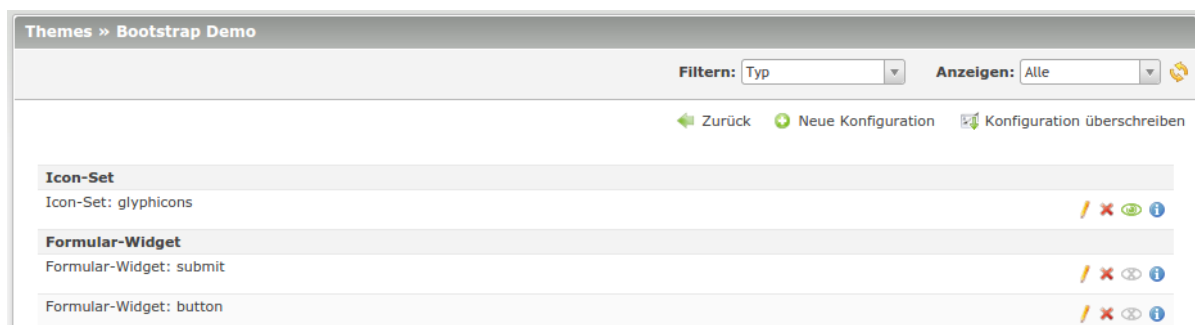 Themes » Bootstrap Demo
Filtern: Typ Anzeigen: Alle
Zurück Neue Konfiguration Konfiguration überschreiben
Icon-Set
Icon-Set: glyphicons
Formular-Widget
Formular-Widget: submit
Formular-Widget: button